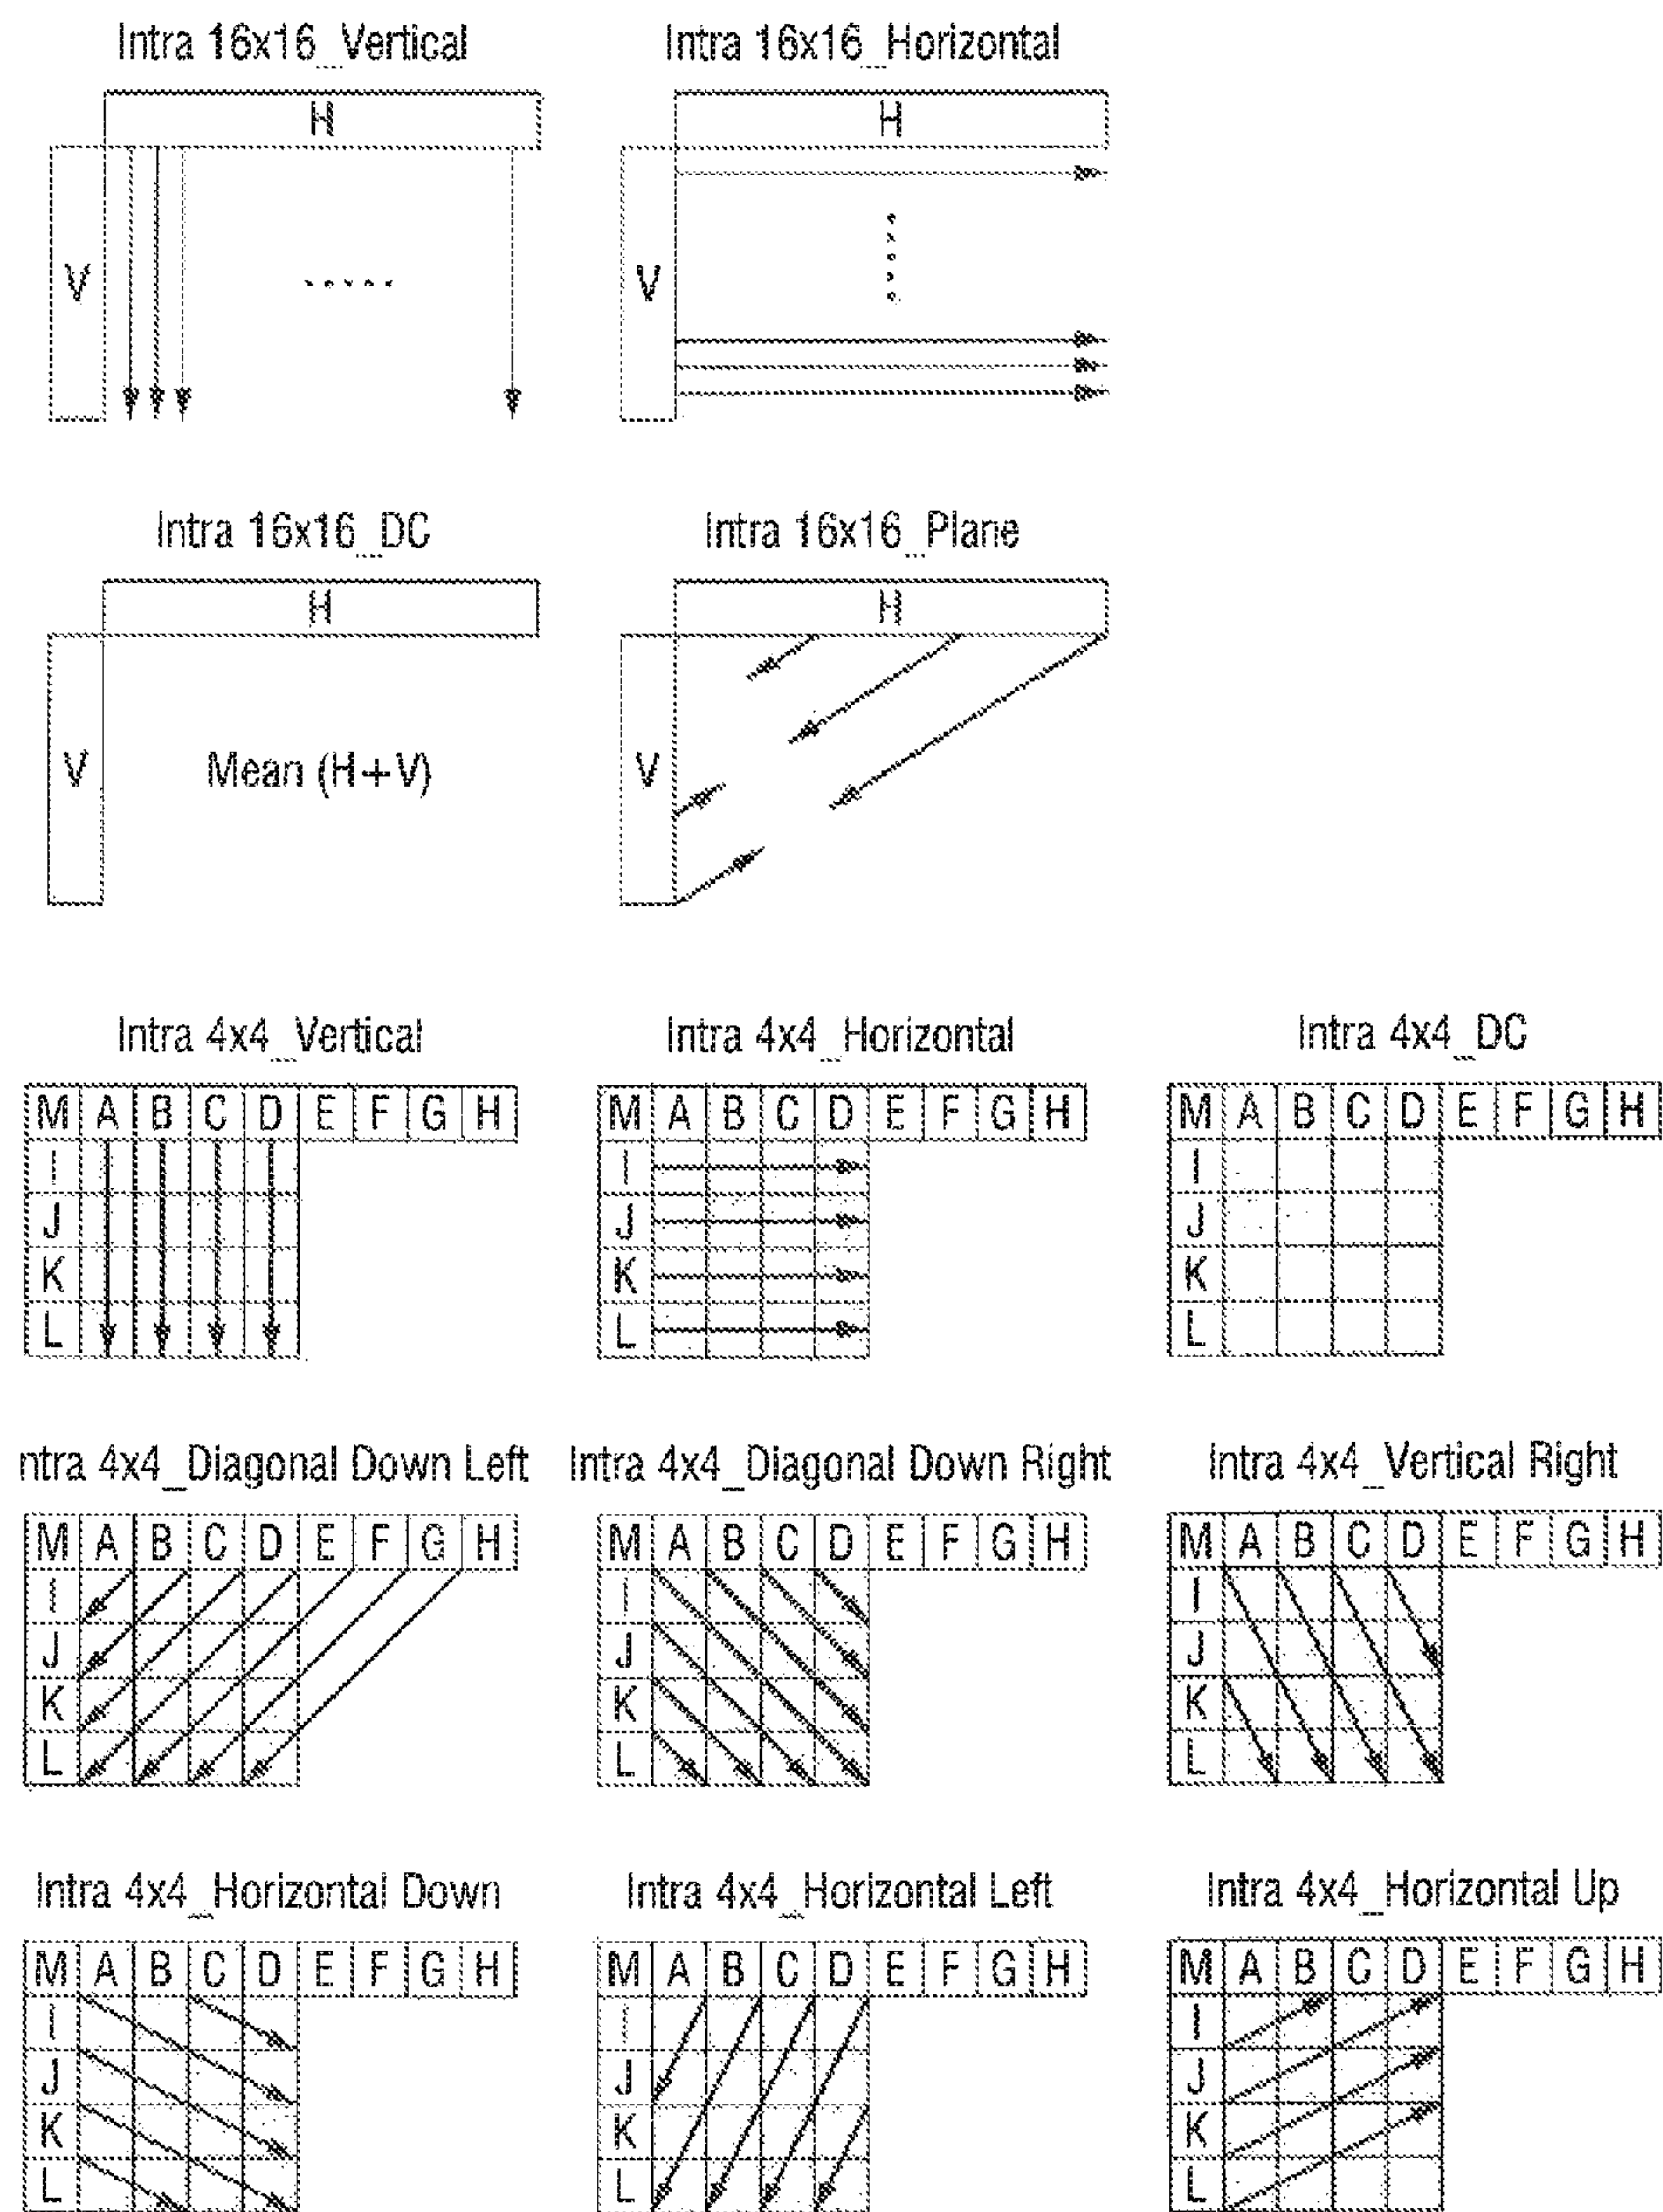 Intra 16x16_Vertical
Intra 16x16_Horizontal
H
H
V
V
Intra 16x16_DC
Intra 16x16_Plane
H
H
V
Mean (H+V)
V
Intra 4x4_Vertical
Intra 4x4_Horizontal
Intra 4x4_DC
M A B C D E F G H
M A B C D E F G H
M A B C D E F G H
I
I
I
J
J
J
K
K
K
L
L
L
ntra 4x4_Diagonal Down Left
Intra 4x4_Diagonal Down Right
Intra 4x4_Vertical Right
M A B C D E F G H
M A B C D E F G H
M A B C D E F G H
I
I
I
J
J
J
K
K
K
L
L
L
Intra 4x4_Horizontal Down
Intra 4x4_Horizontal Left
Intra 4x4_Horizontal Up
M A B C D E F G H
M A B C D E F G H
M A B C D E F G H
I
I
I
J
J
J
K
K
K
L
L
L